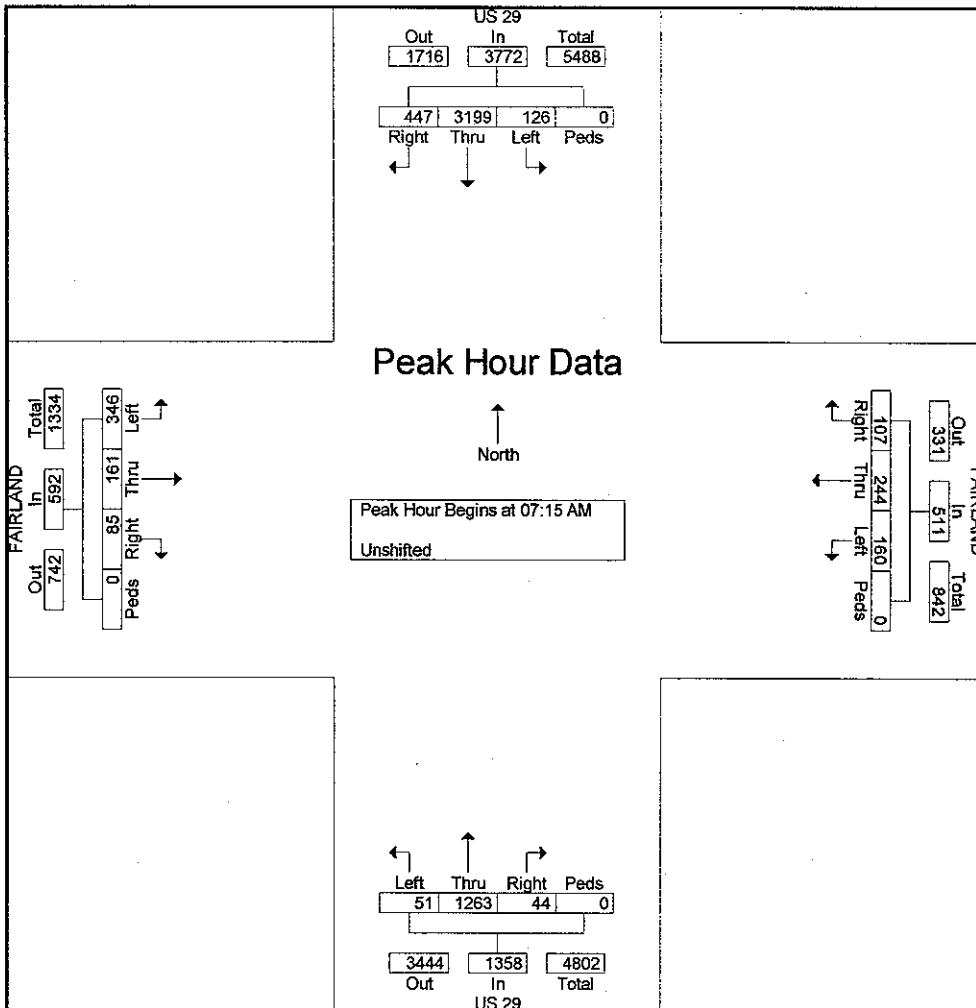 US 29
Out In Total
1716 3772 5488
447 3199 126 0
Right Thru Left Peds
Peak Hour Data
North
Peak Hour Begins at 07:15 AM
Unshifted
FAIRLAND
Total In Out
1334 592 742
346 161 85 0
Left Thru Right Peds
FAIRLAND
Out In Total
331 511 842
107 244 160 0
Right Thru Left Peds
Left Thru Right Peds
51 1263 44 0
3444 1358 4802
Out In Total
US 29